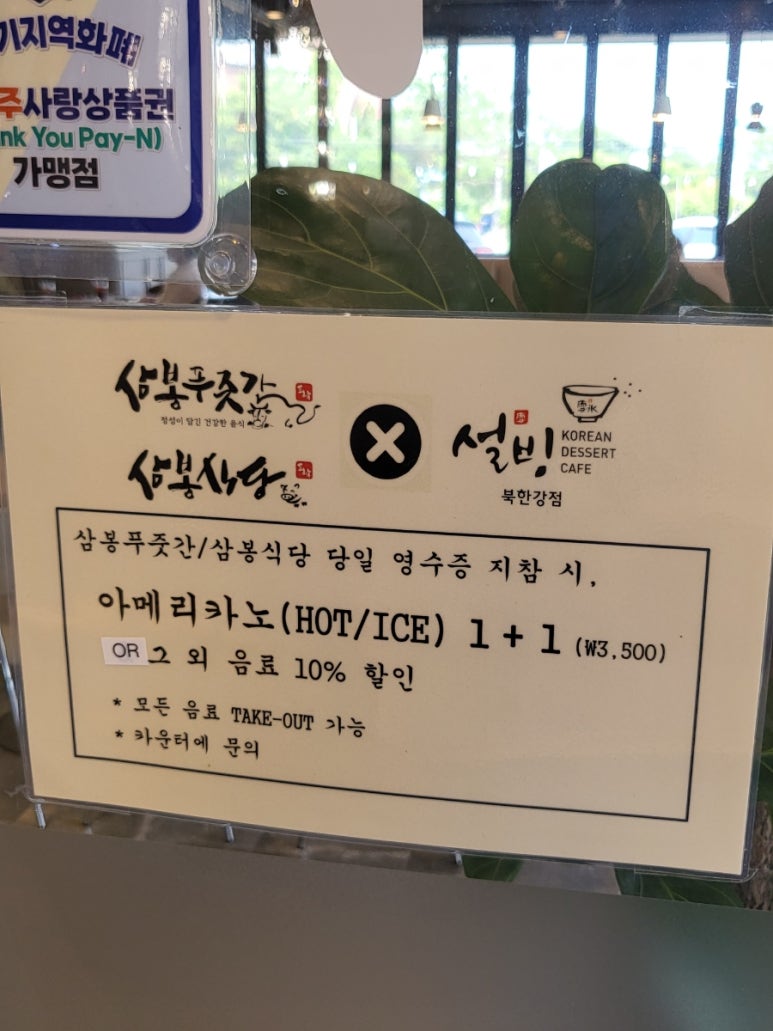 기지역화폐
주사랑상품권
nk You Pay-N)
가맹점
삼봉푸줏간
정성이 담긴 건강한 음식
삼봉식당
설빙
雪氷
KOREAN
DESSERT
CAFE
북한강점
삼봉푸줏간/삼봉식당 당일 영수증 지참 시,
아메리카노(HOT/ICE) 1+1 (₩3,500)
OR 그 외 음료 10% 할인
* 모든 음료 TAKE-OUT 가능
* 카운터에 문의